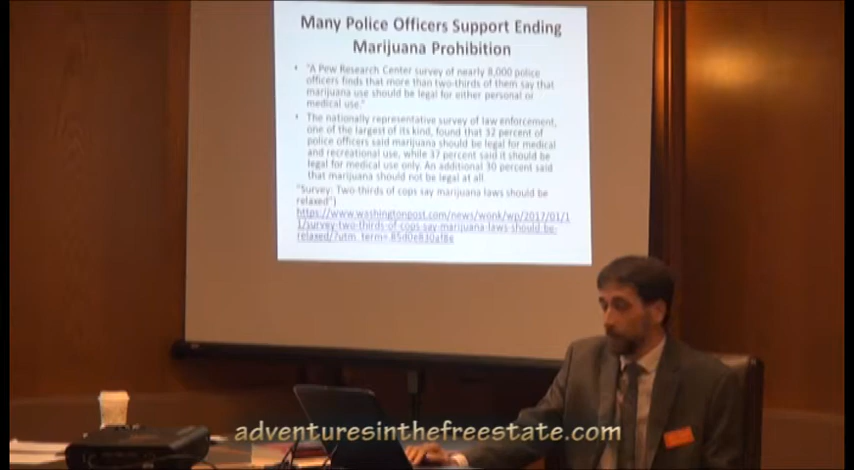 Many Police Officers Support Ending
Marijuana Prohibition
• "A Pew Research Center survey of nearly 8,000 police
officers finds that more than two-thirds of them say that
marijuana use should be legal for either personal or
medical use."
• The nationally representative survey of law enforcement,
one of the largest of its kind, found that 32 percent of
police officers said marijuana should be legal for medical
and recreational use, while 37 percent said it should be
legal for medical use only. An additional 30 percent said
that marijuana should not be legal at all.
"Survey: Two-thirds of cops say marijuana laws should be
relaxed")
https://www.washingtonpost.com/news/wonk/wp/2017/01/1
1/survey-two-thirds-of-cops-say-marijuana-laws-should-be-
relaxed/?utm_term=.85d0e830af8e
adventuresinthefreestate.com